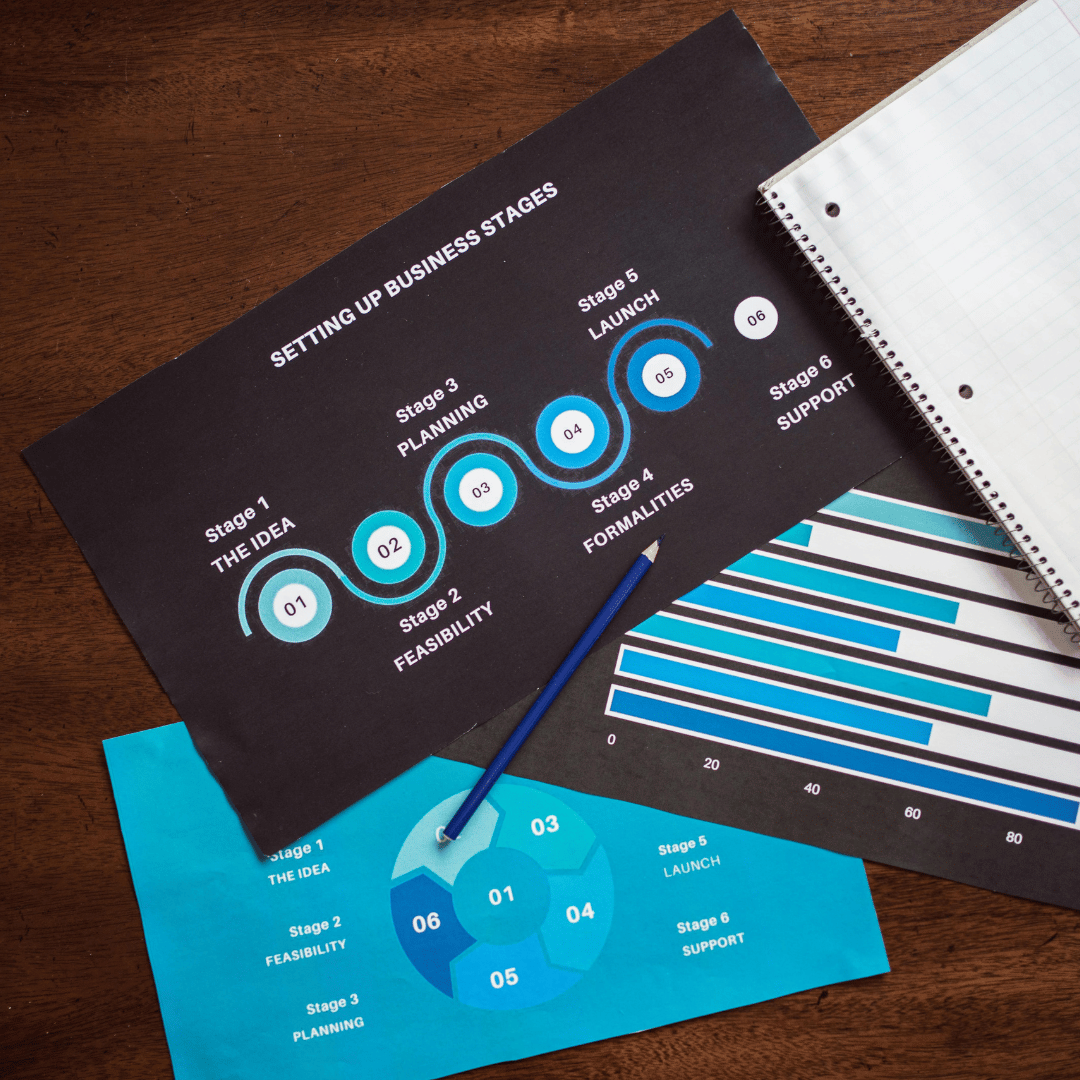 SETTING UP BUSINESS STAGES
Stage 1
THE IDEA
01
02
Stage 2
FEASIBILITY
Stage 3
PLANNING
03
04
Stage 4
FORMALITIES
Stage 5
LAUNCH
05
06
Stage 6
SUPPORT
0
20
40
60
80
Stage 1
THE IDEA
Stage 2
FEASIBILITY
Stage 3
PLANNING
03
01
04
06
05
Stage 5
LAUNCH
Stage 6
SUPPORT